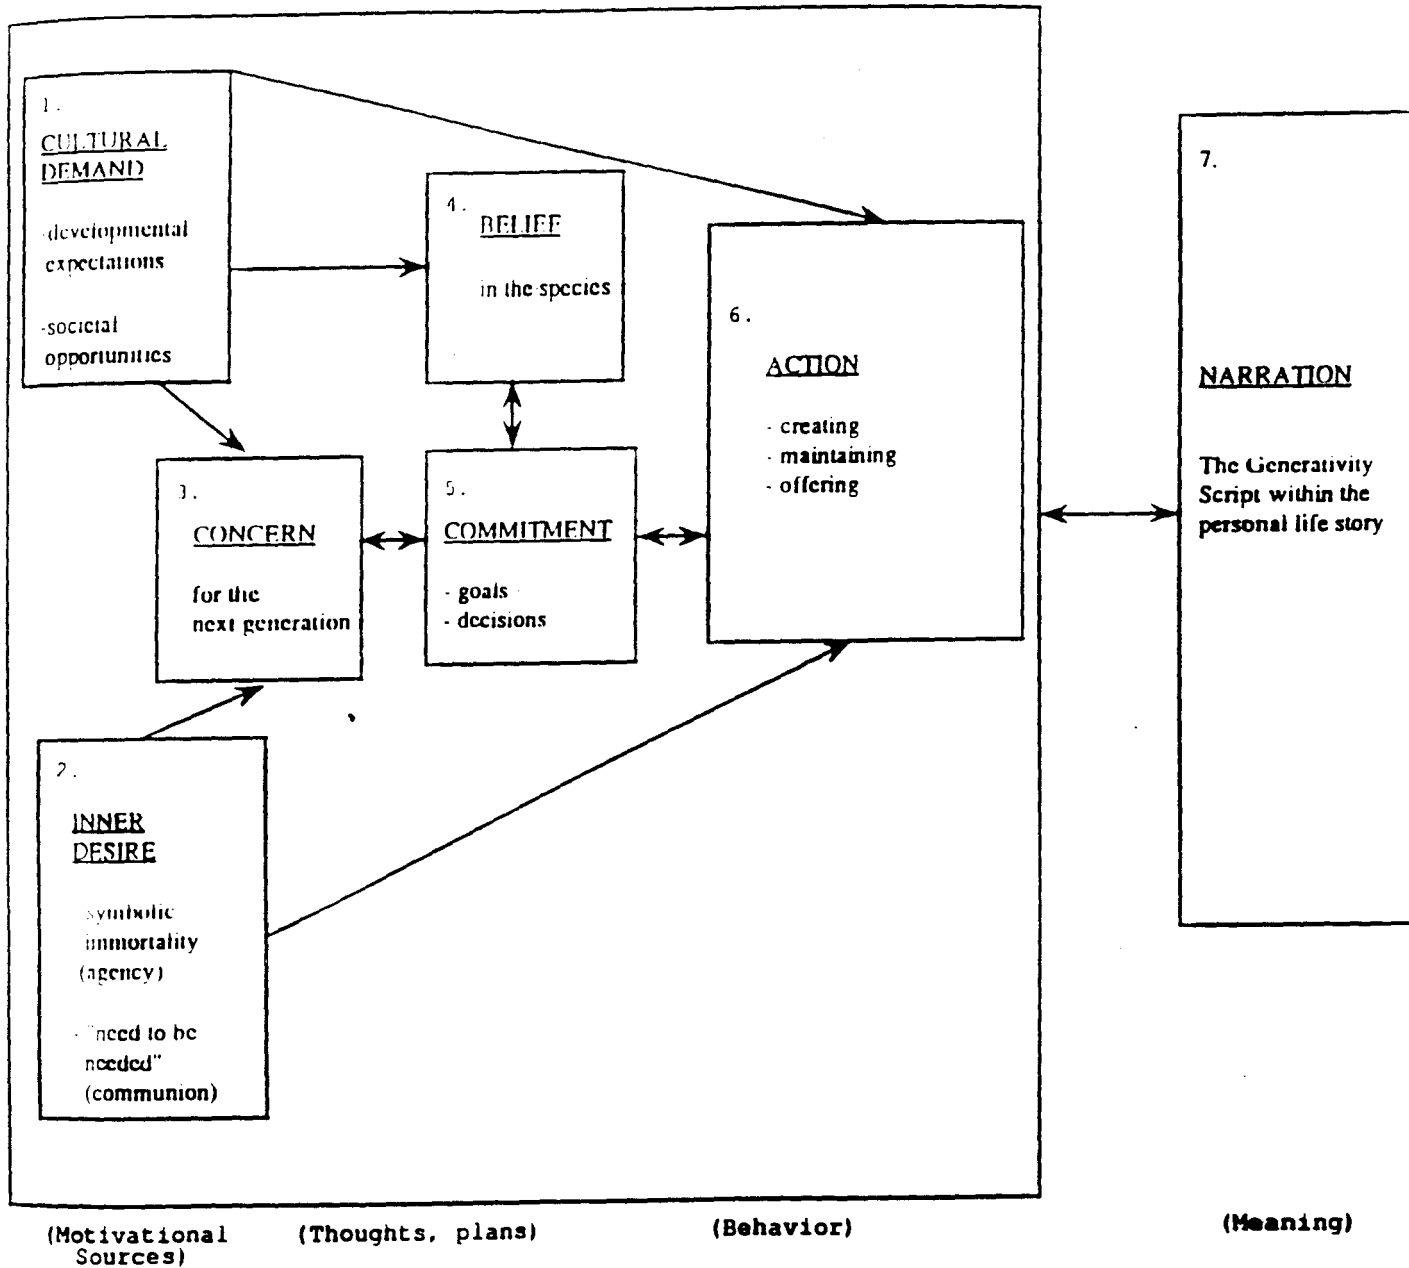 1.
CULTURAL
DEMAND
-developmental
expectations
-societal
opportunities
2.
INNER
DESIRE
symbolic
immortality
(agency)
- "need to be
needed"
(communion)
3.
CONCERN
for the
next generation
4.
BELIEF
in the species
5.
COMMITMENT
- goals
- decisions
6.
ACTION
- creating
- maintaining
- offering
7.
NARRATION
The Generativity
Script within the
personal life story
(Motivational
Sources)
(Thoughts, plans)
(Behavior)
(Meaning)